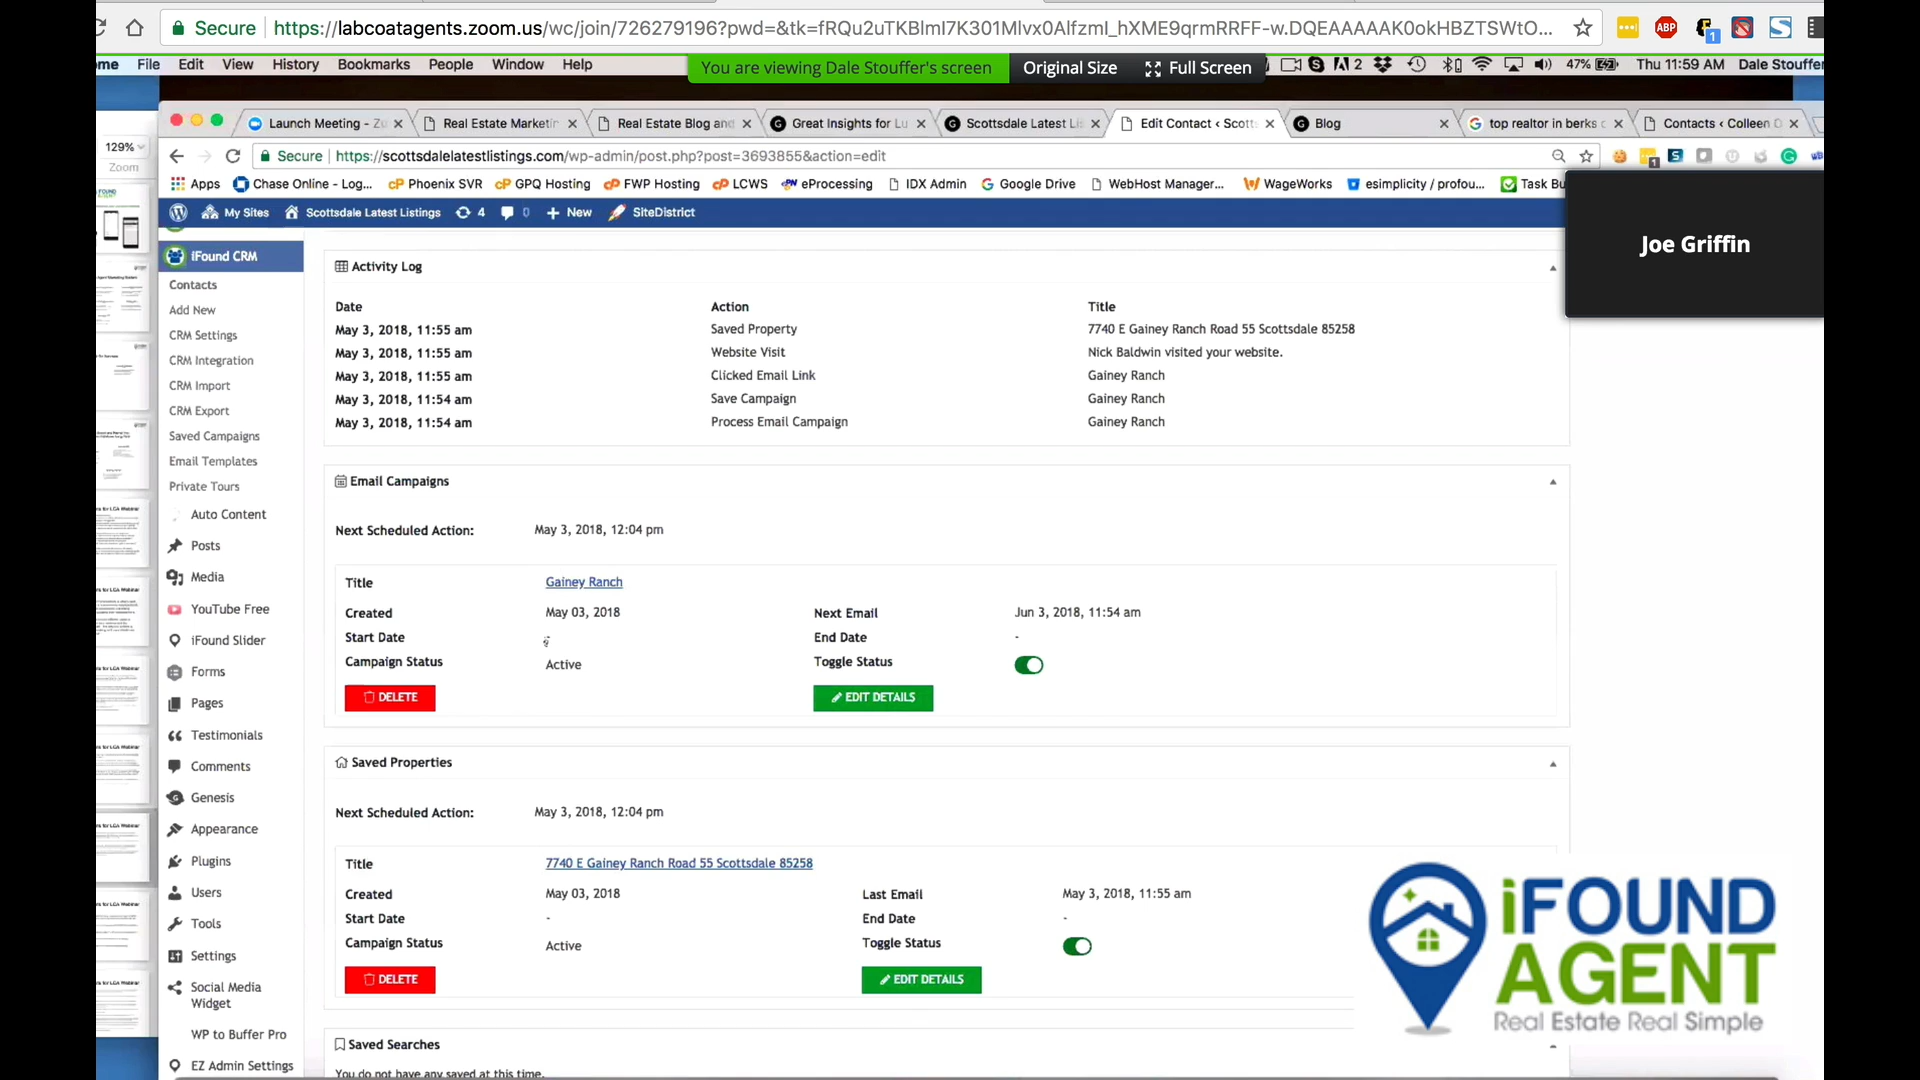 Secure https://labcoatagents.zoom.us/wc/join/726279196?pwd=&tk=
ABP
1
File Edit View History Bookmarks People Window Help
You are viewing Dale Stouffer's screen
Original Size
Full Screen
2
47%
Thu 11:59 AM Dale Stouffer
Launch Meeting - Zo
Real Estate Marketin
Real Estate Blog and
Great Insights for Lu
Scottsdale Latest Li
Edit Contact ‹ Scott
Blog
top realtor in berks c
Contacts ‹ Colleen
129%
Zoom
Secure https://scottsdalelatestlistings.com/wp-admin/post.php?post=3693855&action=edit
Apps
Chase Online - Log...
cP Phoenix SVR
cP GPQ Hosting
cP FWP Hosting
cP LCWS
eProcessing
IDX Admin
Google Drive
WebHost Manager...
WageWorks
esimplicity / profou...
Task Bu
My Sites
Scottsdale Latest Listings
4
0
New
SiteDistrict
Joe Griffin
iFound CRM
Contacts
Add New
CRM Settings
CRM Integration
CRM Import
CRM Export
Saved Campaigns
Email Templates
Private Tours
Auto Content
Posts
Media
YouTube Free
iFound Slider
Forms
Pages
Testimonials
Comments
Genesis
Appearance
Plugins
Users
Tools
Settings
Social Media
Widget
WP to Buffer Pro
EZ Admin Settings
Activity Log
Date Action Title
May 3, 2018, 11:55 am Saved Property 7740 E Gainey Ranch Road 55 Scottsdale 85258
May 3, 2018, 11:55 am Website Visit Nick Baldwin visited your website.
May 3, 2018, 11:55 am Clicked Email Link Gainey Ranch
May 3, 2018, 11:54 am Save Campaign Gainey Ranch
May 3, 2018, 11:54 am Process Email Campaign Gainey Ranch
Email Campaigns
Next Scheduled Action: May 3, 2018, 12:04 pm
Title Gainey Ranch
Created May 03, 2018 Next Email Jun 3, 2018, 11:54 am
Start Date - End Date -
Campaign Status Active Toggle Status
DELETE EDIT DETAILS
Saved Properties
Next Scheduled Action: May 3, 2018, 12:04 pm
Title 7740 E Gainey Ranch Road 55 Scottsdale 85258
Created May 03, 2018 Last Email May 3, 2018, 11:55 am
Start Date - End Date -
Campaign Status Active Toggle Status
DELETE EDIT DETAILS
Saved Searches
You do not have any saved at this time.
iFOUND
AGENT
Real Estate Real Simple